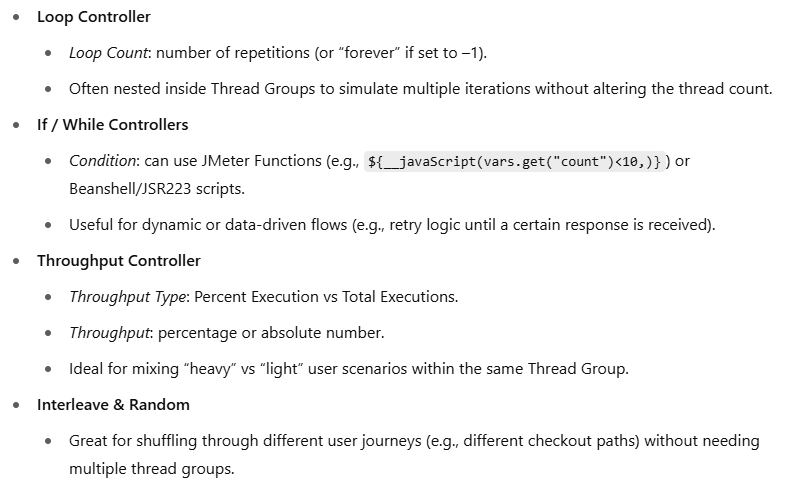 Loop Controller
Loop Count: number of repetitions (or “forever” if set to –1).
Often nested inside Thread Groups to simulate multiple iterations without altering the thread count.
If / While Controllers
Condition: can use JMeter Functions (e.g., ${__javaScript(vars.get("count")<10,)} ) or
Beanshell/JSR223 scripts.
Useful for dynamic or data-driven flows (e.g., retry logic until a certain response is received).
Throughput Controller
Throughput Type: Percent Execution vs Total Executions.
Throughput: percentage or absolute number.
Ideal for mixing “heavy” vs “light” user scenarios within the same Thread Group.
Interleave & Random
Great for shuffling through different user journeys (e.g., different checkout paths) without needing
multiple thread groups.